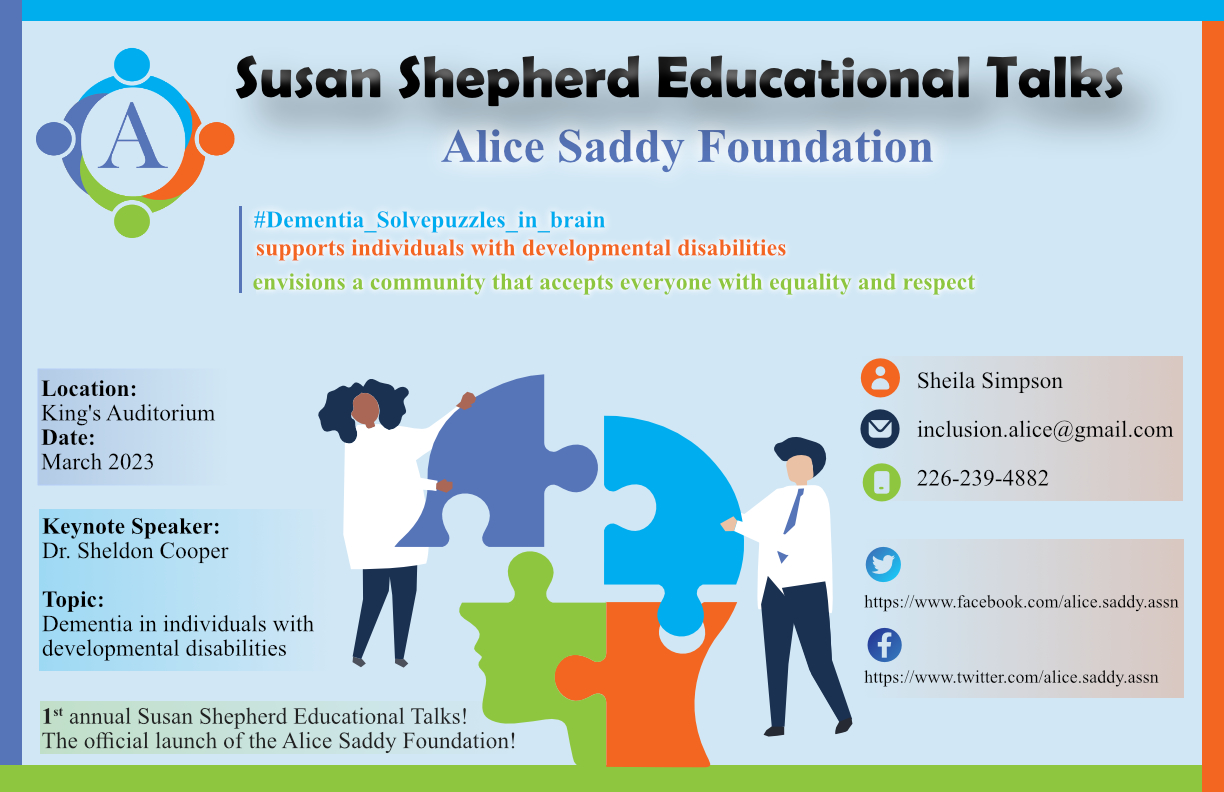 A
Susan Shepherd Educational Talks
Alice Saddy Foundation
#Dementia_Solvepuzzles_in_brain
supports individuals with developmental disabilities
envisions a community that accepts everyone with equality and respect
Location:
King's Auditorium
Date:
March 2023
Keynote Speaker:
Dr. Sheldon Cooper
Topic:
Dementia in individuals with
developmental disabilities
1st annual Susan Shepherd Educational Talks!
The official launch of the Alice Saddy Foundation!
Sheila Simpson
inclusion.alice@gmail.com
226-239-4882
https://www.facebook.com/alice.saddy.assn
https://www.twitter.com/alice.saddy.assn